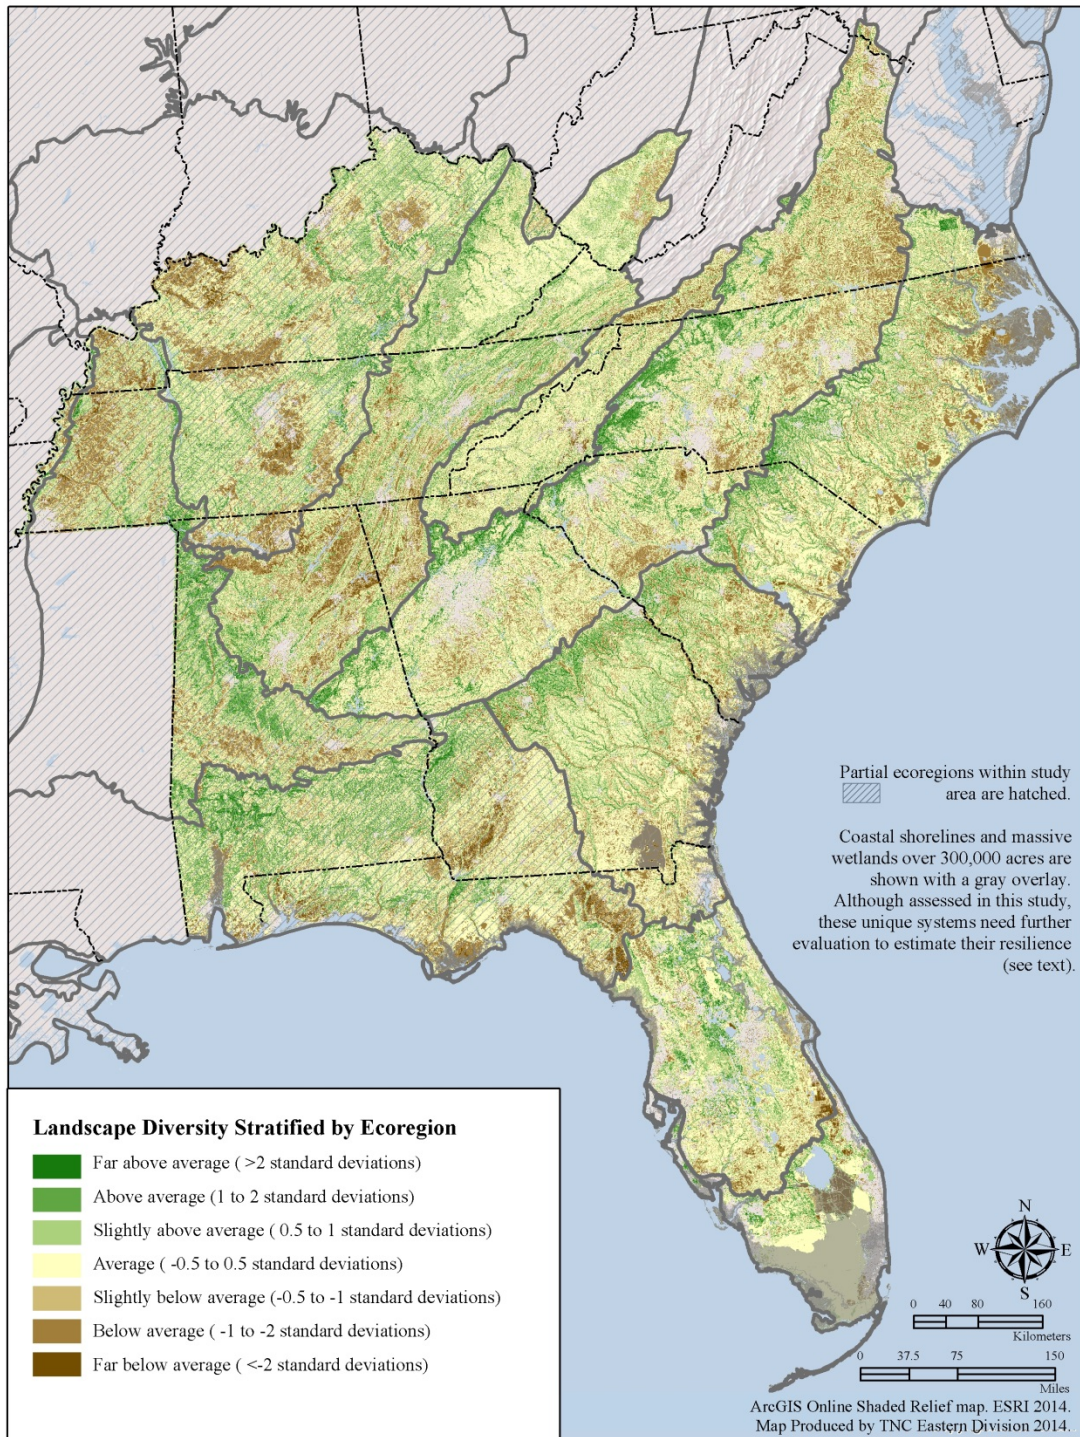 Partial ecoregions within study
area are hatched.
Coastal shorelines and massive
wetlands over 300,000 acres are
shown with a gray overlay.
Although assessed in this study,
these unique systems need further
evaluation to estimate their resilience
(see text).
Landscape Diversity Stratified by Ecoregion
Far above average ( >2 standard deviations)
Above average (1 to 2 standard deviations)
Slightly above average ( 0.5 to 1 standard deviations)
Average ( -0.5 to 0.5 standard deviations)
Slightly below average (-0.5 to -1 standard deviations)
Below average ( -1 to -2 standard deviations)
Far below average ( <-2 standard deviations)
N
W E
S
0 40 80 160
Kilometers
0 37.5 75 150
Miles
ArcGIS Online Shaded Relief map. ESRI 2014.
Map Produced by TNC Eastern Division 2014.